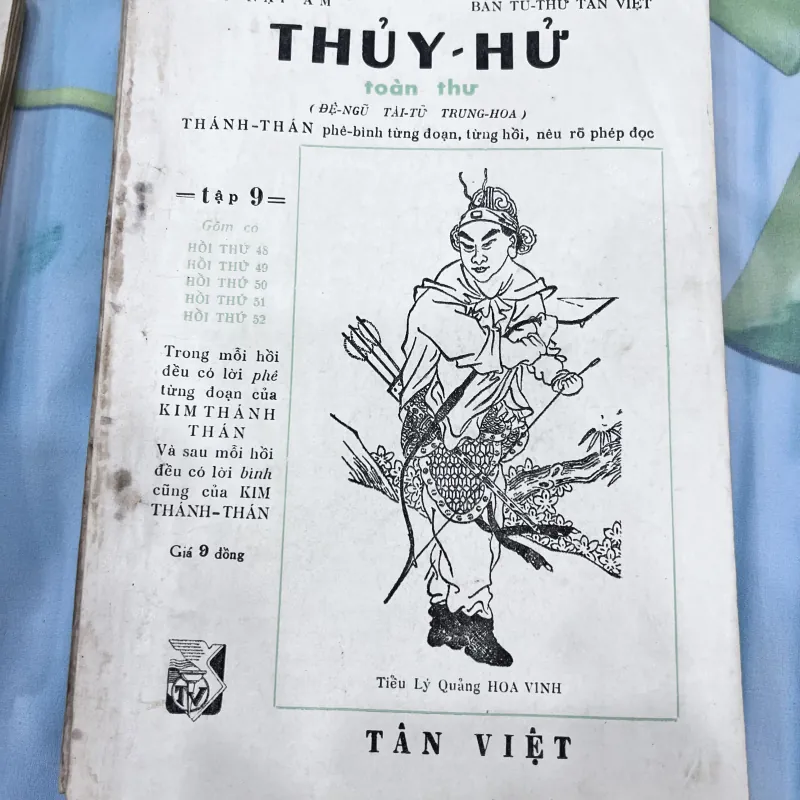 BẢN TỦ-THƯ TÂN VIỆT
THỦY-HỬ
toàn thư
( ĐỆ-NGŨ TÀI-TỬ TRUNG-HOA )
THÁNH-THÁN phê-bình từng đoạn, từng hồi, nêu rõ phép đọc
=tập 9=
Gồm có
HỒI THỨ 48
HỒI THỨ 49
HỒI THỨ 50
HỒI THỨ 51
HỒI THỨ 52
Trong mỗi hồi
đều có lời phê
từng đoạn của
KIM THÁNH
THÁN
Và sau mỗi hồi
đều có lời bình
cũng của KIM
THÁNH-THÁN
Giá 9 đồng
TV
Tiểu Lý Quảng HOA VINH
TÂN VIỆT